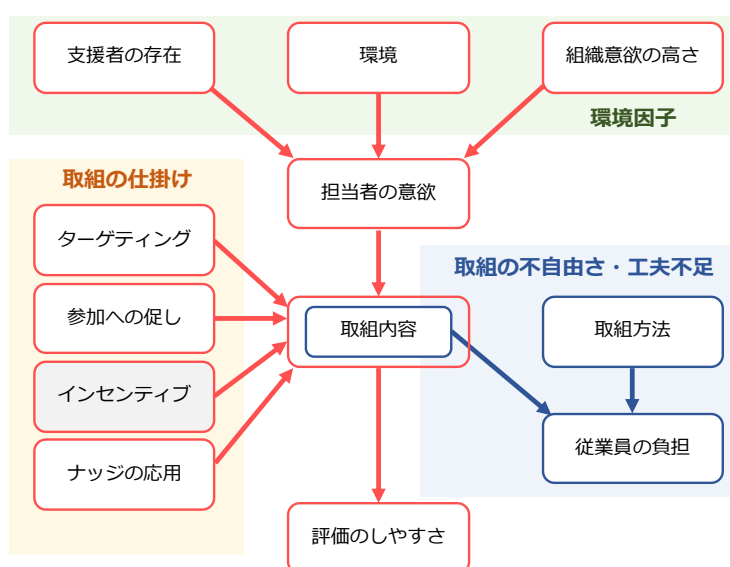 支援者の存在
環境
組織意欲の高さ
環境因子
取組の仕掛け
担当者の意欲
ターゲティング
取組の不自由さ・工夫不足
参加への促し
取組内容
取組方法
インセンティブ
従業員の負担
ナッジの応用
評価のしやすさ